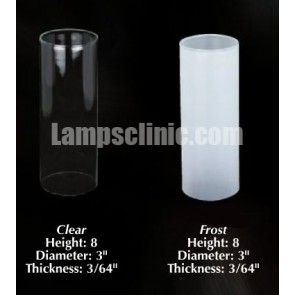 Lampsclinic.com
Clear
Height: 8
Diameter: 3"
Thickness: 3/64"
Frost
Height: 8
Diameter: 3"
Thickness: 3/64"